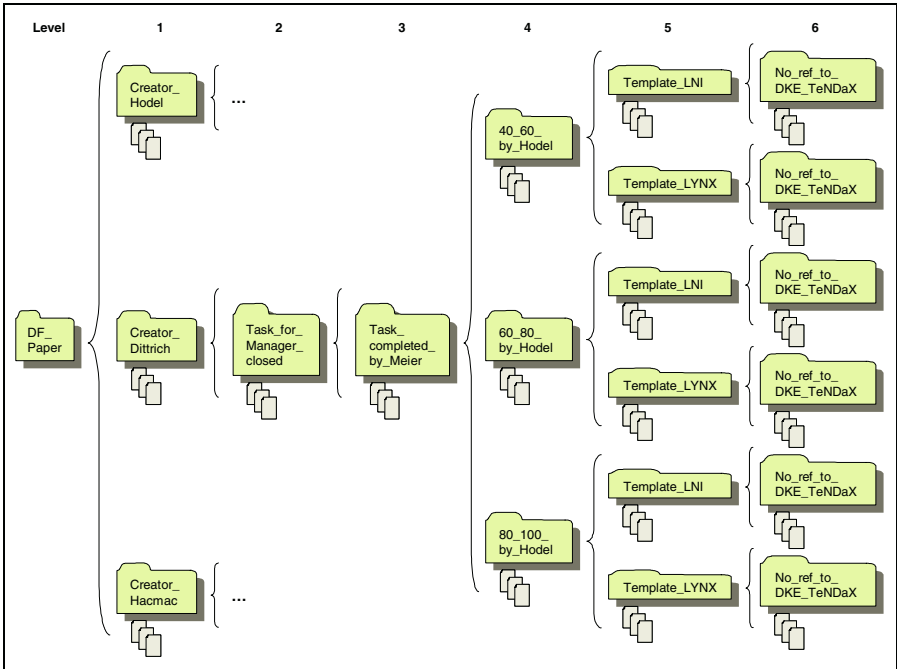 Level 1 2 3 4 5 6
Creator_
Hodel
...
40_60_
by_Hodel
Template_LNI
No_ref_to_
DKE_TeNDaX
Template_LYNX
No_ref_to_
DKE_TeNDaX
DF_
Paper
Creator_
Dittrich
Task_for_
Manager_
closed
Task_
completed_
by_Meier
60_80_
by_Hodel
Template_LNI
No_ref_to_
DKE_TeNDaX
Template_LYNX
No_ref_to_
DKE_TeNDaX
Creator_
Hacmac
...
80_100_
by_Hodel
Template_LNI
No_ref_to_
DKE_TeNDaX
Template_LYNX
No_ref_to_
DKE_TeNDaX